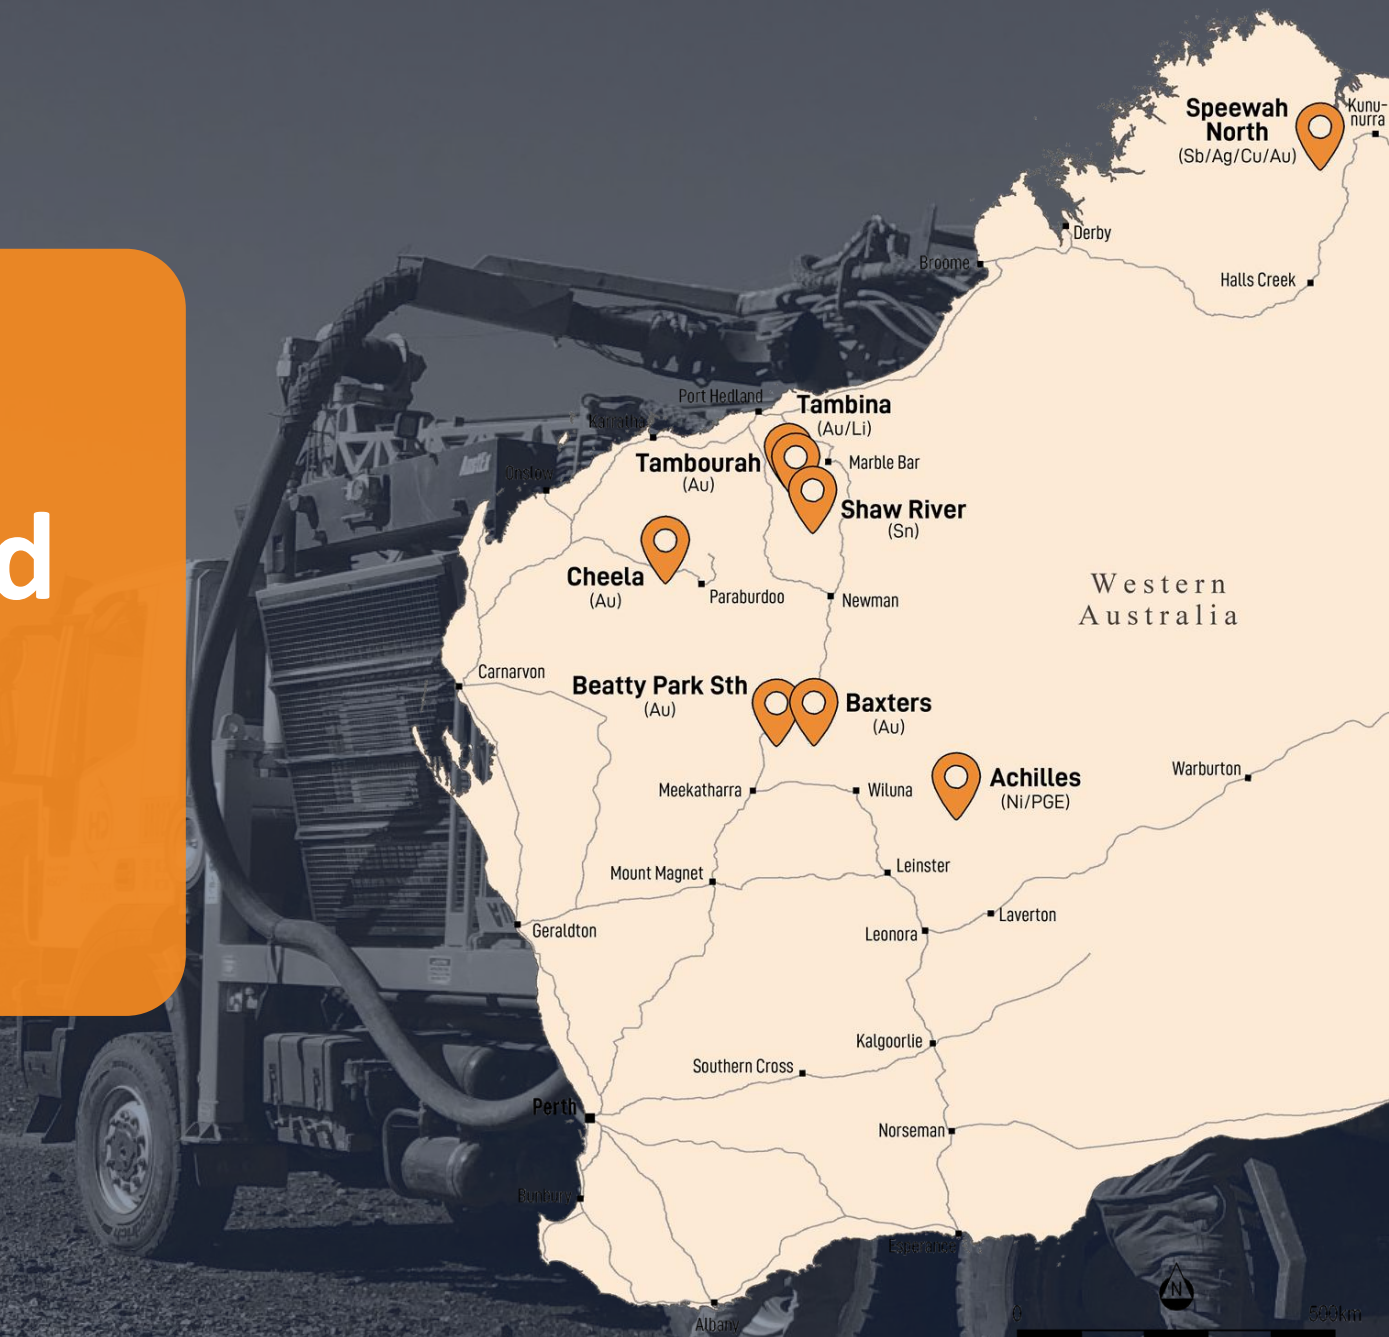 d
Speewah
North
(Sb/Ag/Cu/Au)
Kunu-
nurra
Derby
Broome
Halls Creek
Port Hedland
Karratha
Onslow
Tambina
(Au/Li)
Tambourah
(Au)
Marble Bar
Shaw River
(Sn)
Cheela
(Au)
Paraburdoo
Newman
Western
Australia
Carnarvon
Beatty Park Sth
(Au)
Baxters
(Au)
Meekatharra
Wiluna
Achilles
(Ni/PGE)
Warburton
Mount Magnet
Leinster
Geraldton
Leonora
Laverton
Kalgoorlie
Southern Cross
Perth
Norseman
Bunbury
Esperance
Albany
N
0
500km